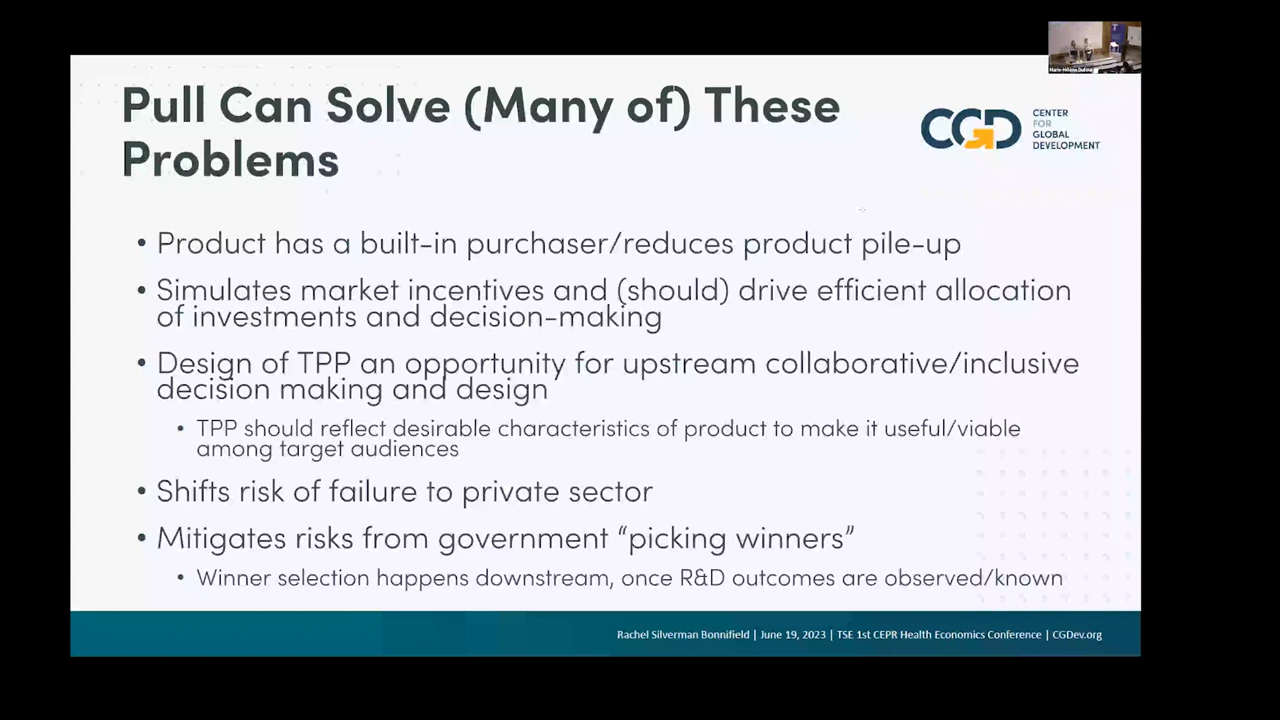 Pull Can Solve (Many of) These
Problems
CGD
CENTER
FOR
GLOBAL
DEVELOPMENT
• Product has a built-in purchaser/reduces product pile-up
• Simulates market incentives and (should) drive efficient allocation
of investments and decision-making
• Design of TPP an opportunity for upstream collaborative/inclusive
decision making and design
• TPP should reflect desirable characteristics of product to make it useful/viable
among target audiences
• Shifts risk of failure to private sector
• Mitigates risks from government “picking winners”
• Winner selection happens downstream, once R&D outcomes are observed/known
Rachel Silverman Bonnifield | June 19, 2023 | TSE 1st CEPR Health Economics Conference | CGDev.org